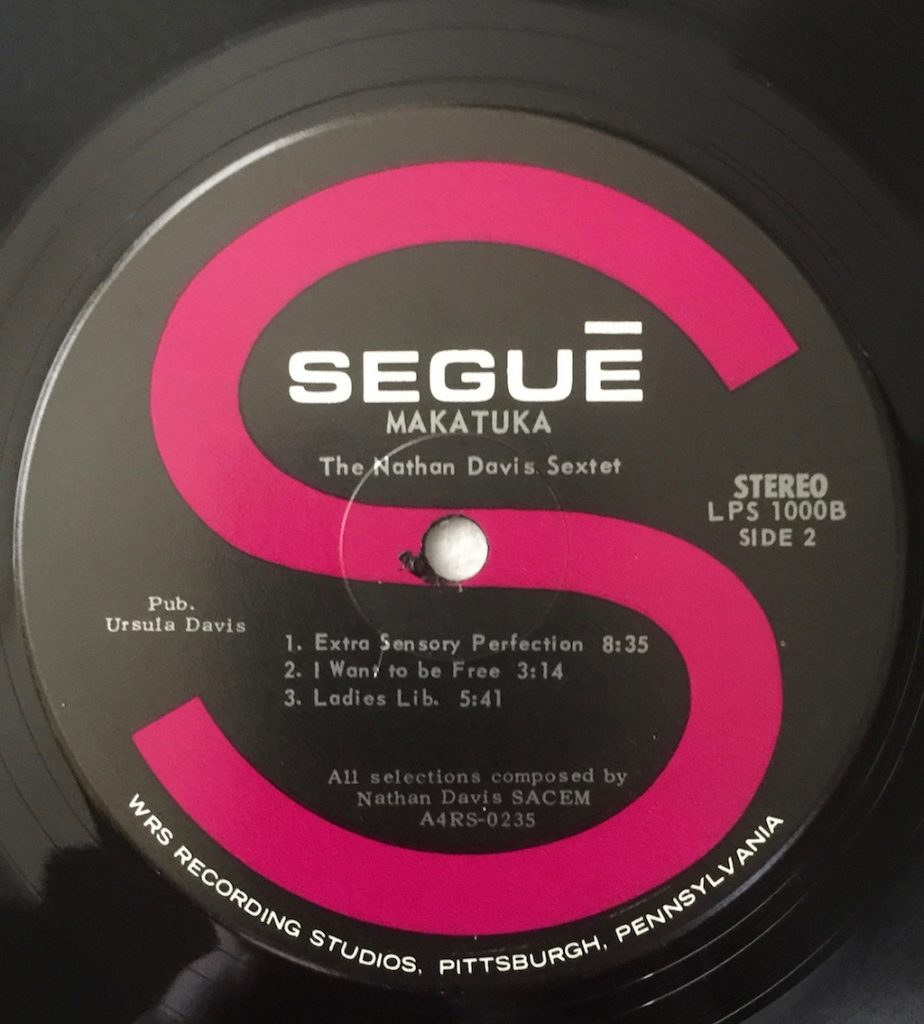 SEGUĒ
MAKATUKA
The Nathan Davis Sextet
STEREO
LPS 1000B
SIDE 2
Pub.
Ursula Davis
1. Extra Sensory Perfection 8:35
2. I Want to be Free 3:14
3. Ladies Lib. 5:41
All selections composed by
Nathan Davis SACEM
A4RS-0235
WRS RECORDING STUDIOS, PITTSBURGH, PENNSYLVANIA